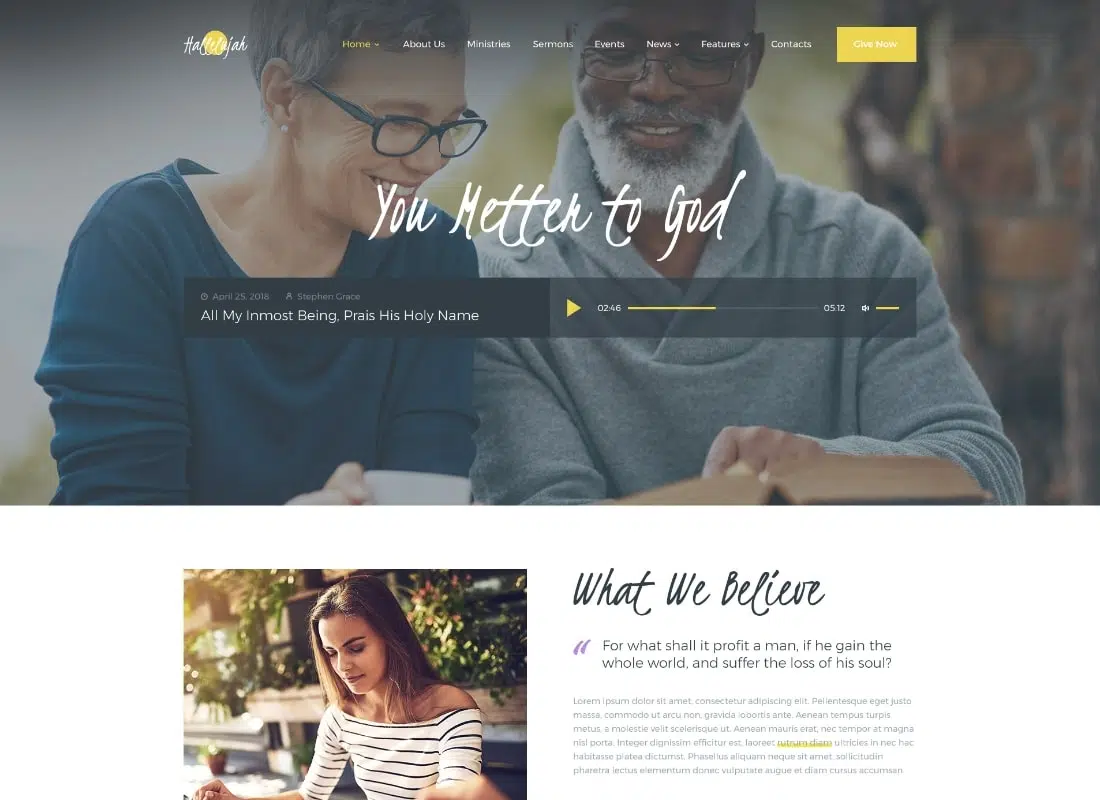 Hallelujah
Home About Us Ministries Sermons Events News Features Contacts Give Now
You Metter to God
April 25, 2018 Stephen Grace
All My Inmost Being, Prais His Holy Name
02:46 05:12
What We Believe
“ For what shall it profit a man, if he gain the
whole world, and suffer the loss of his soul?
Lorem ipsum dolor sit amet, consectetur adipiscing elit. Pellentesque eget justo
massa, commodo ut arcu non, gravida lobortis ante. Aenean tempus turpis
metus, a molestie velit scelerisque ut. Aenean mauris erat, nec tempor at magna
nisl porta. Integer dignissim efficitur est, laoreet rutrum diam ultricies in nec hac
habitasse platea dictumst. Phasellus aliquam neque sit amet sollicitudin
pharetra lectus elementum donec vulputate augue et diam cursus accumsan